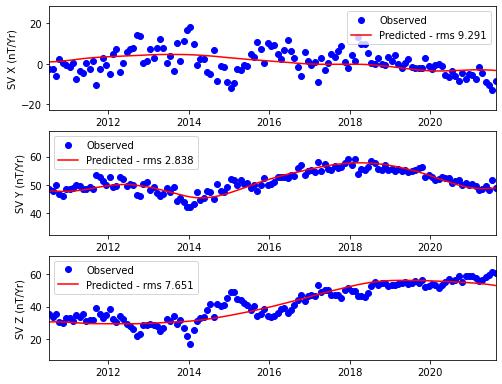 SV X (nT/Yr)
20
0
−20
Observed
Predicted - rms 9.291
2012
2014
2016
2018
2020
SV Y (nT/Yr)
60
50
40
Observed
Predicted - rms 2.838
2012
2014
2016
2018
2020
SV Z (nT/Yr)
60
40
20
Observed
Predicted - rms 7.651
2012
2014
2016
2018
2020